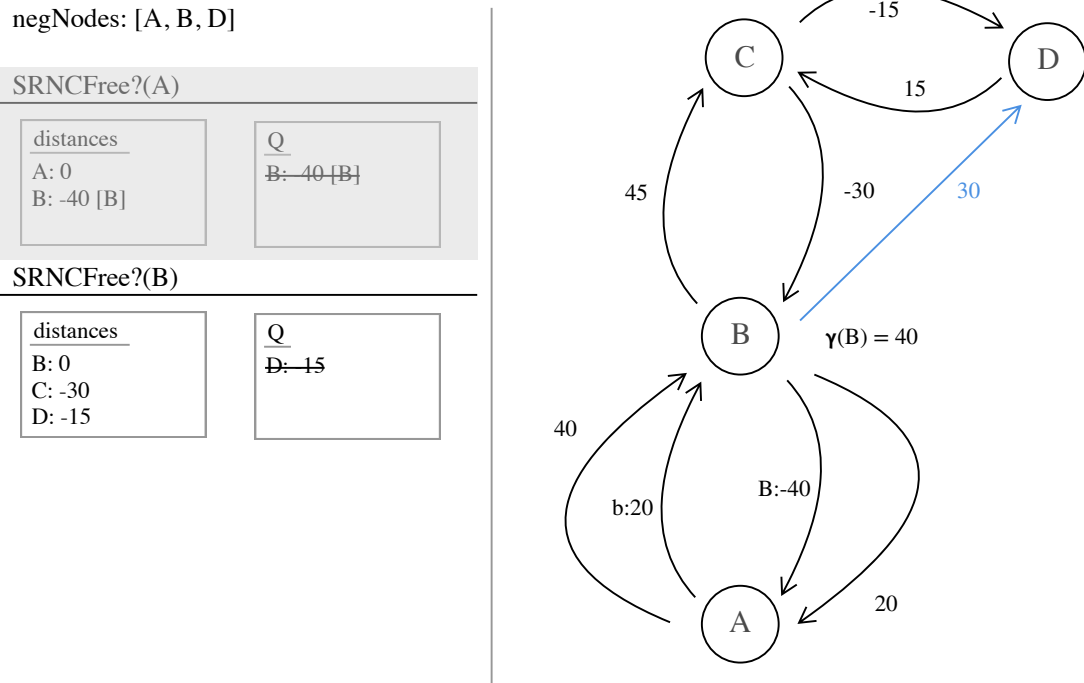 negNodes: [A, B, D]
SRNCFree?(A)
distances
A: 0
B: -40 [B]
Q
B: -40 [B]
SRNCFree?(B)
distances
B: 0
C: -30
D: -15
Q
D: -15
-15
C
D
15
45
-30
30
B
γ(B) = 40
40
B:-40
b:20
20
A